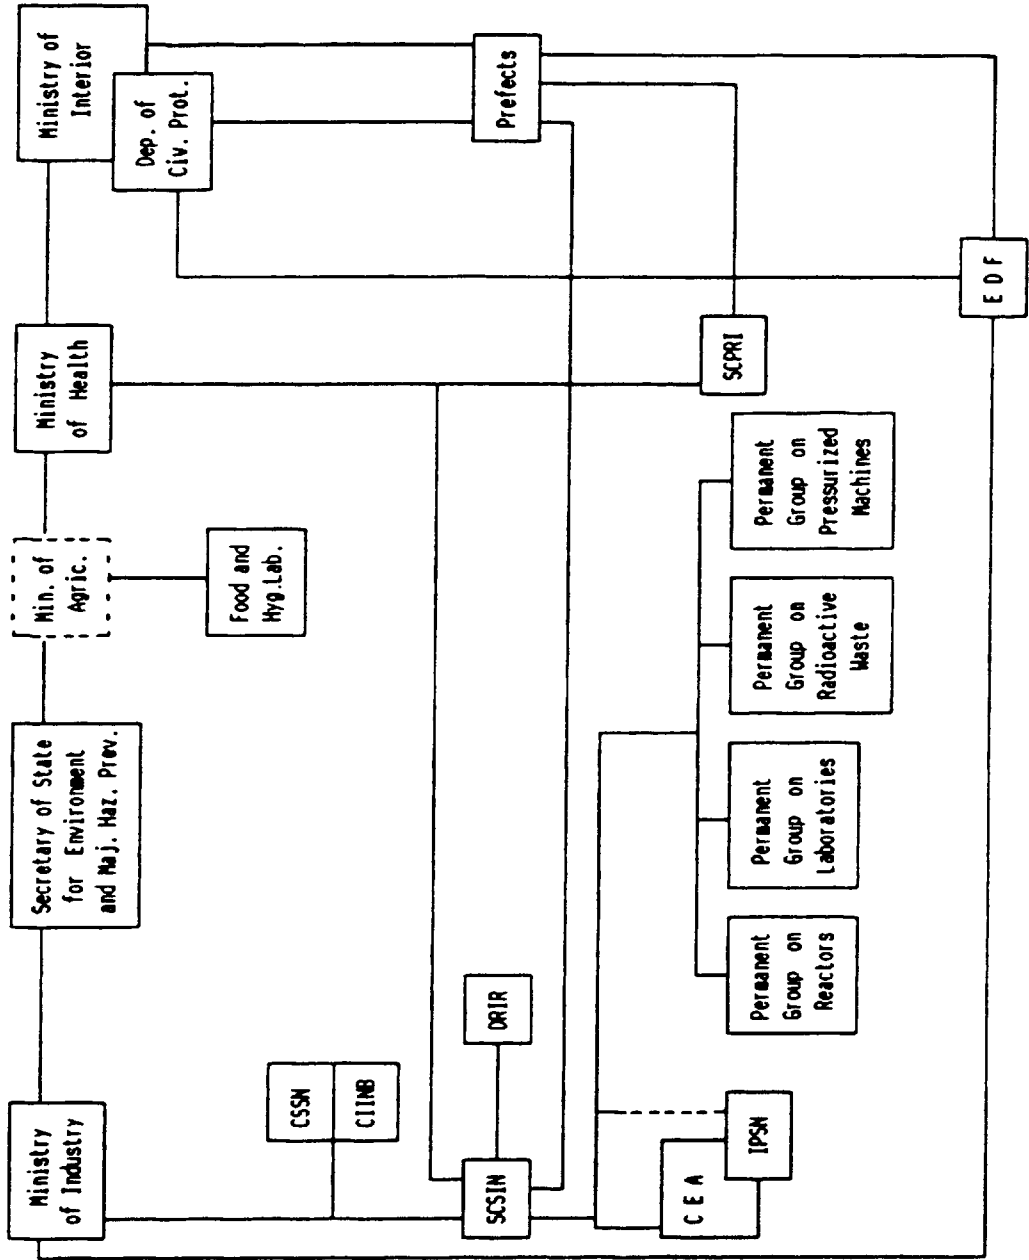 Ministry of
Industry
Secretary of State
for Environment
and Maj. Haz. Prev.
Min. of
Agric.
Ministry
of Health
Ministry of
Interior
Dep. of
Civ. Prot.
Food and
Hyg.Lab.
CSSN
CIINB
SCSIN
DRIR
Prefects
CEA
IPSN
SCPRI
Permanent
Group on
Reactors
Permanent
Group on
Laboratories
Permanent
Group on
Radioactive
Waste
Permanent
Group on
Pressurized
Machines
EDF